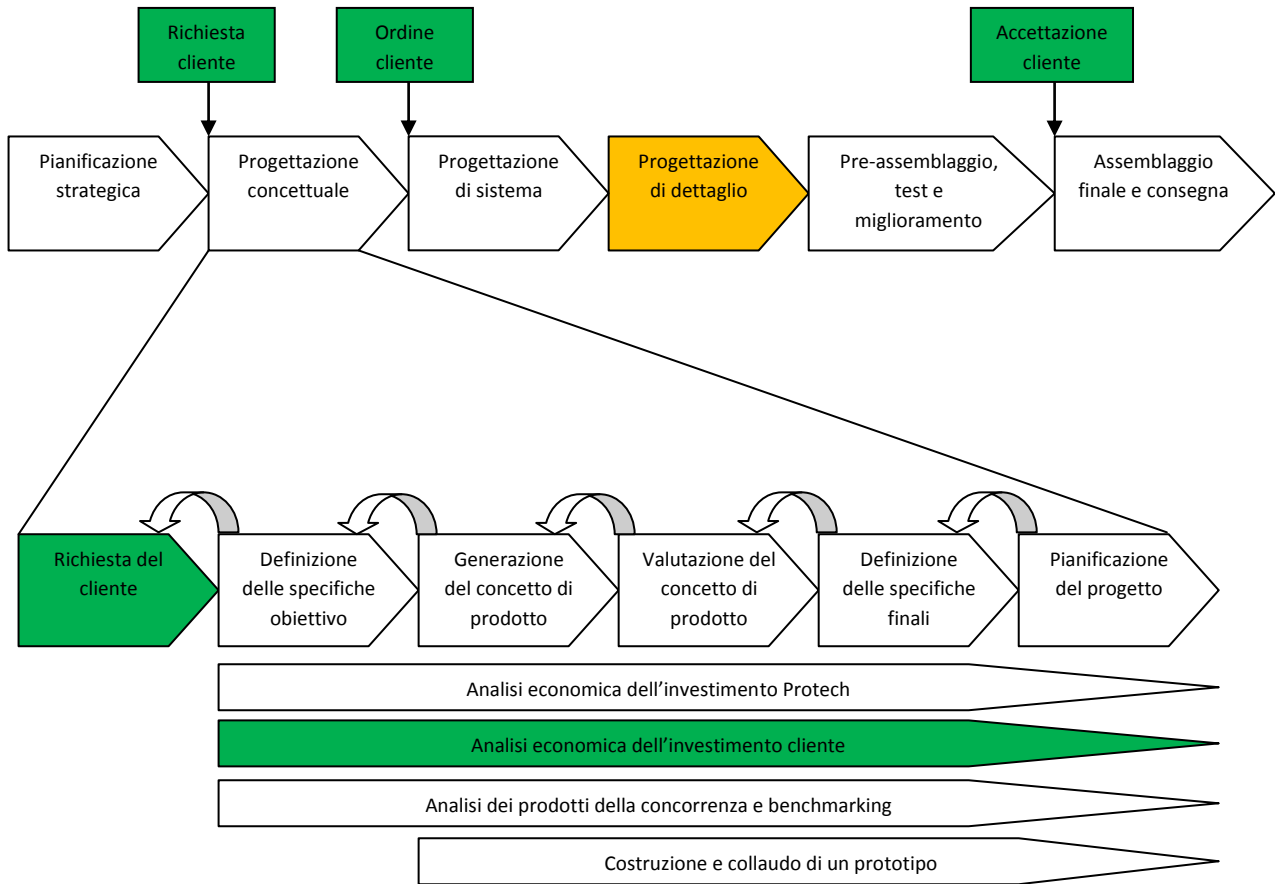 Richiesta
cliente
Ordine
cliente
Accettazione
cliente
Pianificazione
strategica
Progettazione
concettuale
Progettazione
di sistema
Progettazione
di dettaglio
Pre-assemblaggio,
test e
miglioramento
Assemblaggio
finale e consegna
Richiesta del
cliente
Definizione
delle specifiche
obiettivo
Generazione
del concetto di
prodotto
Valutazione del
concetto di
prodotto
Definizione
delle specifiche
finali
Pianificazione
del progetto
Analisi economica dell’investimento Protech
Analisi economica dell’investimento cliente
Analisi dei prodotti della concorrenza e benchmarking
Costruzione e collaudo di un prototipo